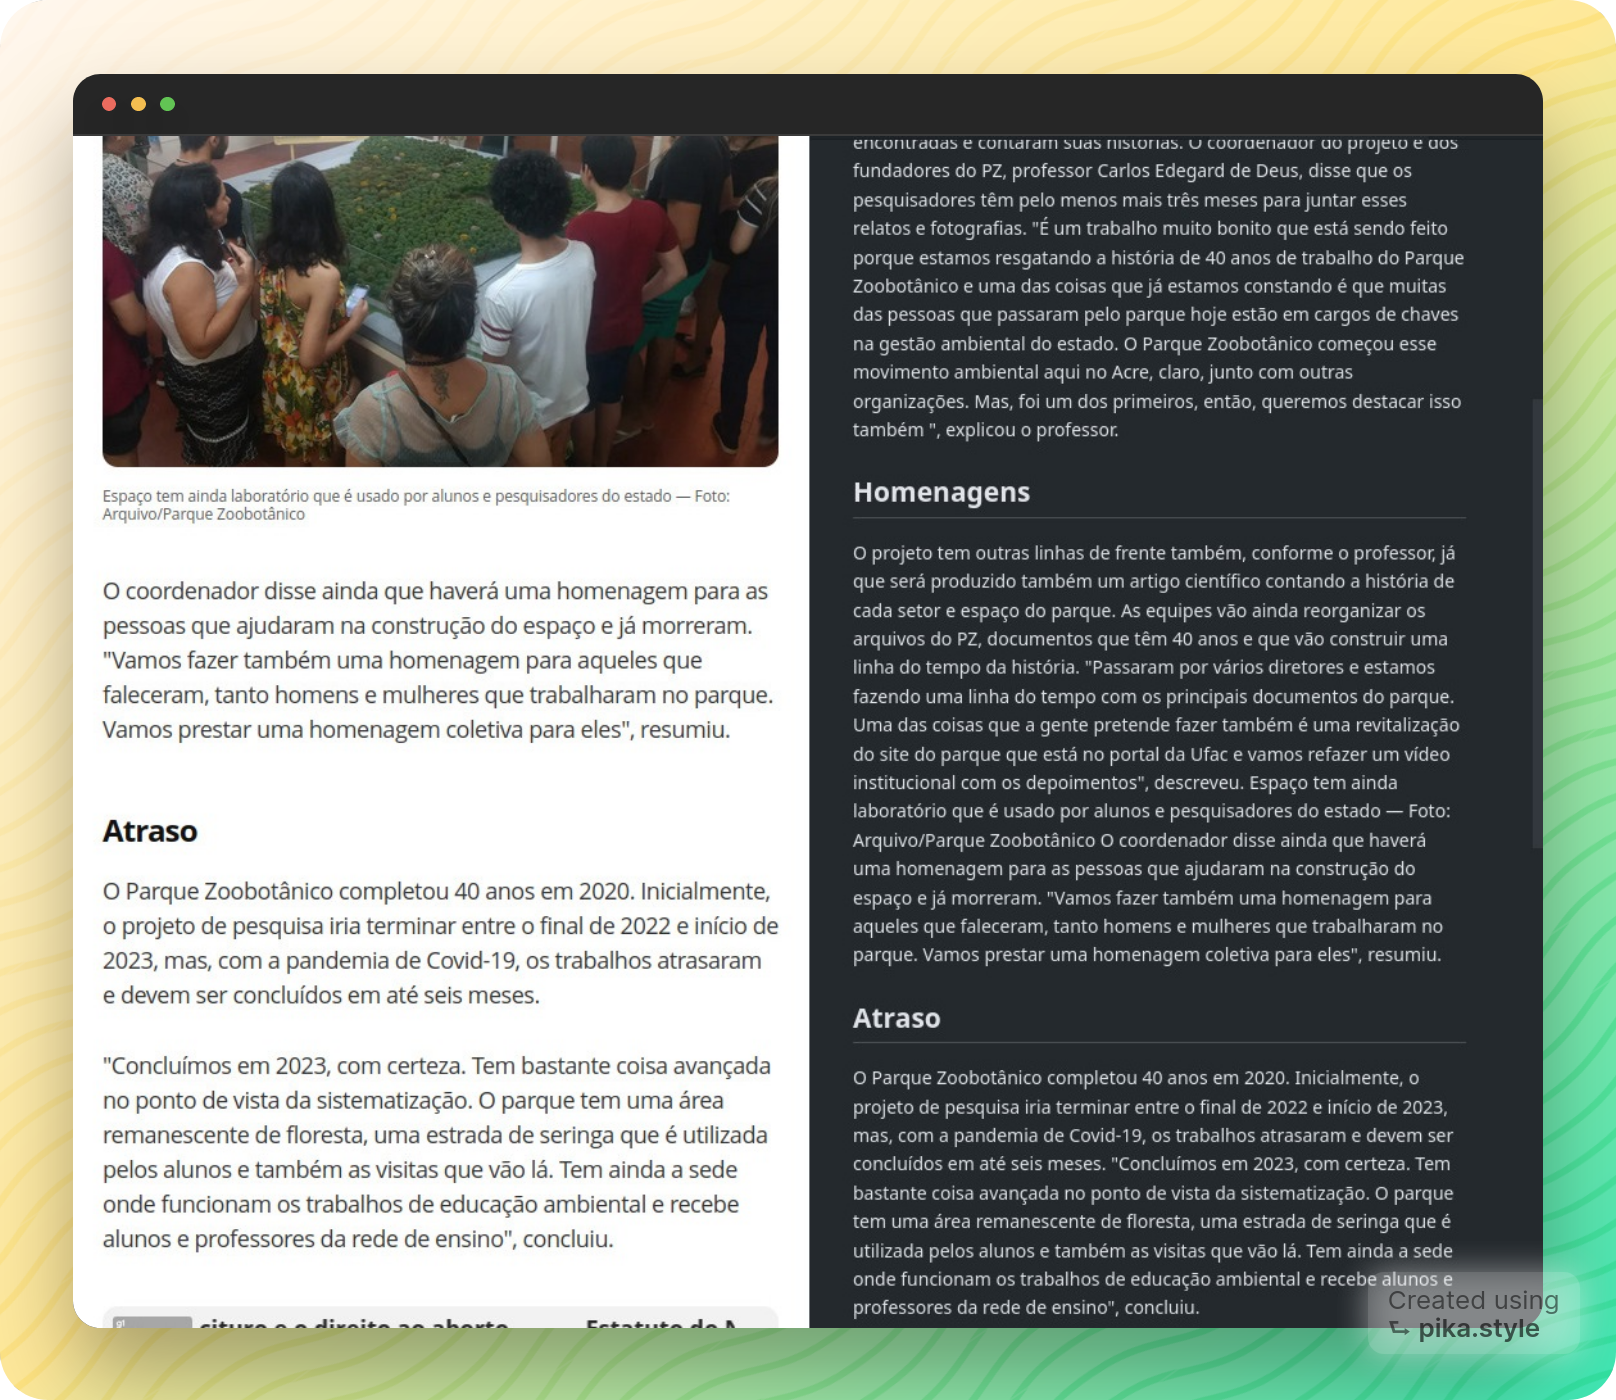 Espaço tem ainda laboratório que é usado por alunos e pesquisadores do estado — Foto:
Arquivo/Parque Zoobotânico
O coordenador disse ainda que haverá uma homenagem para as
pessoas que ajudaram na construção do espaço e já morreram.
"Vamos fazer também uma homenagem para aqueles que
faleceram, tanto homens e mulheres que trabalharam no parque.
Vamos prestar uma homenagem coletiva para eles", resumiu.
Atraso
O Parque Zoobotânico completou 40 anos em 2020. Inicialmente,
o projeto de pesquisa iria terminar entre o final de 2022 e início de
2023, mas, com a pandemia de Covid-19, os trabalhos atrasaram
e devem ser concluídos em até seis meses.
"Concluímos em 2023, com certeza. Tem bastante coisa avançada
no ponto de vista da sistematização. O parque tem uma área
remanescente de floresta, uma estrada de seringa que é utilizada
pelos alunos e também as visitas que vão lá. Tem ainda a sede
onde funcionam os trabalhos de educação ambiental e recebe
alunos e professores da rede de ensino", concluiu.
g1
e o direito ao aborto Estatuto do
encontradas e contaram suas histórias. O coordenador do projeto e dos
fundadores do PZ, professor Carlos Edegard de Deus, disse que os
pesquisadores têm pelo menos mais três meses para juntar esses
relatos e fotografias. "É um trabalho muito bonito que está sendo feito
porque estamos resgatando a história de 40 anos de trabalho do Parque
Zoobotânico e uma das coisas que já estamos constando é que muitas
das pessoas que passaram pelo parque hoje estão em cargos de chaves
na gestão ambiental do estado. O Parque Zoobotânico começou esse
movimento ambiental aqui no Acre, claro, junto com outras
organizações. Mas, foi um dos primeiros, então, queremos destacar isso
também ", explicou o professor.
Homenagens
O projeto tem outras linhas de frente também, conforme o professor, já
que será produzido também um artigo científico contando a história de
cada setor e espaço do parque. As equipes vão ainda reorganizar os
arquivos do PZ, documentos que têm 40 anos e que vão construir uma
linha do tempo da história. "Passaram por vários diretores e estamos
fazendo uma linha do tempo com os principais documentos do parque.
Uma das coisas que a gente pretende fazer também é uma revitalização
do site do parque que está no portal da Ufac e vamos refazer um vídeo
institucional com os depoimentos", descreveu. Espaço tem ainda
laboratório que é usado por alunos e pesquisadores do estado — Foto:
Arquivo/Parque Zoobotânico O coordenador disse ainda que haverá
uma homenagem para as pessoas que ajudaram na construção do
espaço e já morreram. "Vamos fazer também uma homenagem para
aqueles que faleceram, tanto homens e mulheres que trabalharam no
parque. Vamos prestar uma homenagem coletiva para eles", resumiu.
Atraso
O Parque Zoobotânico completou 40 anos em 2020. Inicialmente, o
projeto de pesquisa iria terminar entre o final de 2022 e início de 2023,
mas, com a pandemia de Covid-19, os trabalhos atrasaram e devem ser
concluídos em até seis meses. "Concluímos em 2023, com certeza. Tem
bastante coisa avançada no ponto de vista da sistematização. O parque
tem uma área remanescente de floresta, uma estrada de seringa que é
utilizada pelos alunos e também as visitas que vão lá. Tem ainda a sede
onde funcionam os trabalhos de educação ambiental e recebe alunos e
professores da rede de ensino", concluiu.
Created using
pika.style